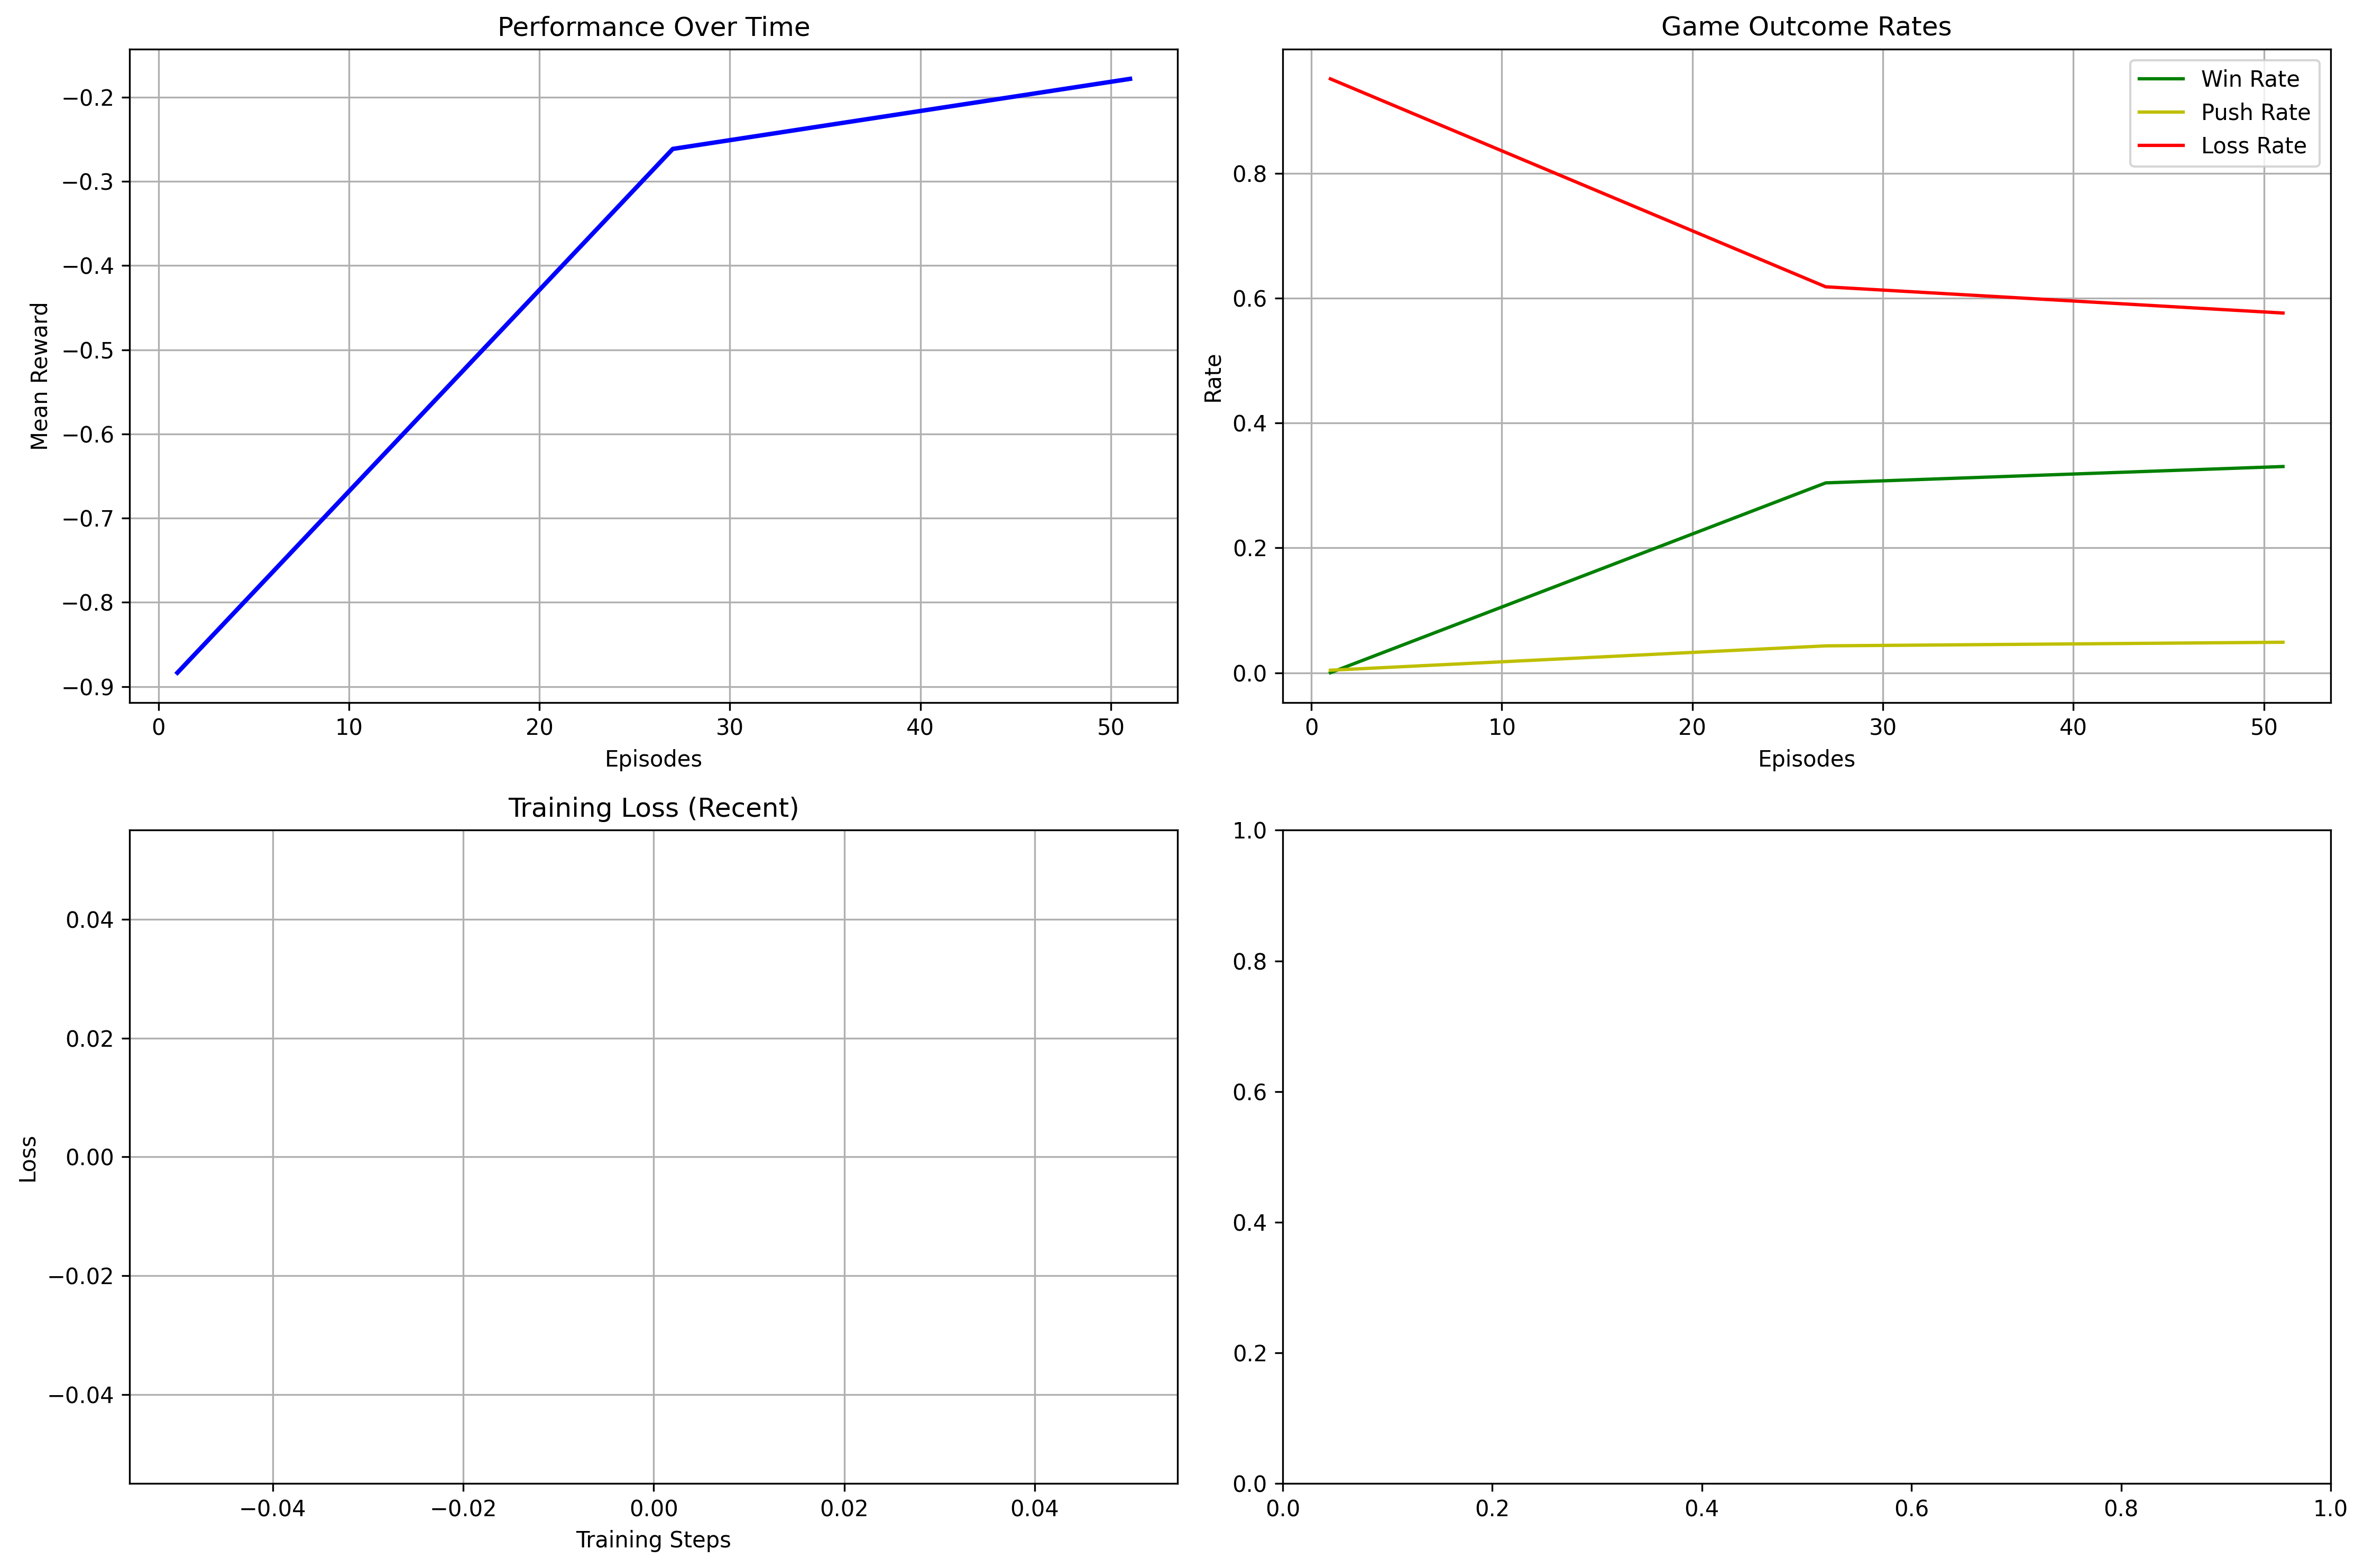 Performance Over Time
Mean Reward
−0.2
−0.3
−0.4
−0.5
−0.6
−0.7
−0.8
−0.9
0 10 20 30 40 50
Episodes
Game Outcome Rates
Win Rate
Push Rate
Loss Rate
Rate
0.8
0.6
0.4
0.2
0.0
0 10 20 30 40 50
Episodes
Training Loss (Recent)
Loss
0.04
0.02
0.00
−0.02
−0.04
−0.04 −0.02 0.00 0.02 0.04
Training Steps
1.0
0.8
0.6
0.4
0.2
0.0
0.0 0.2 0.4 0.6 0.8 1.0